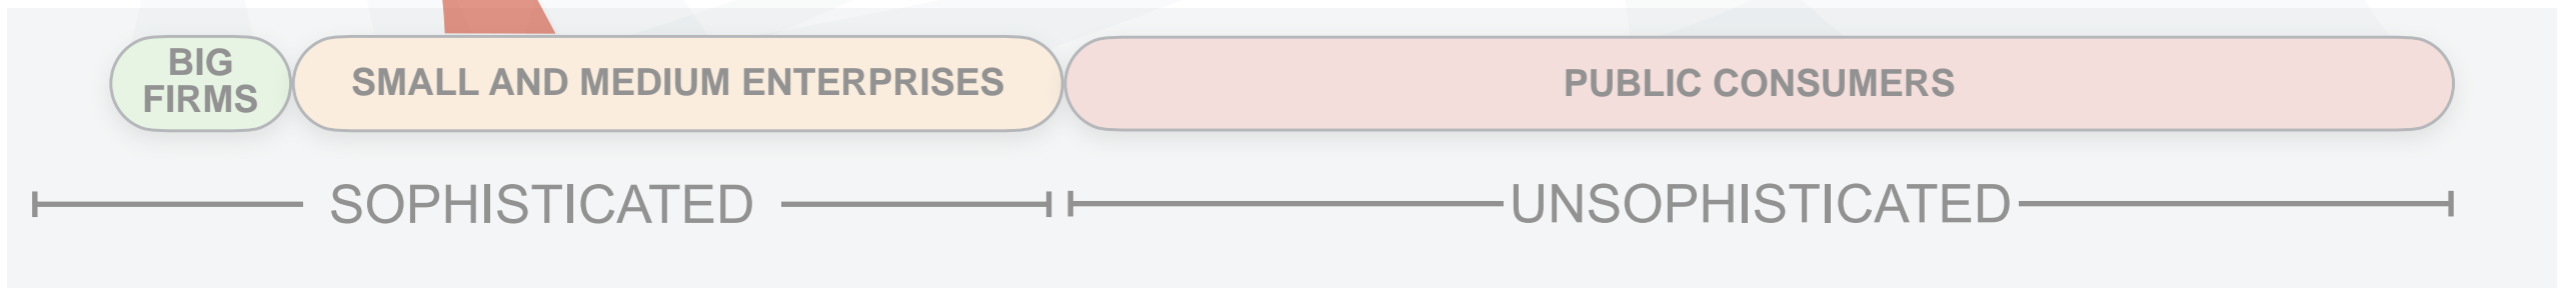 BIG
FIRMS
SMALL AND MEDIUM ENTERPRISES
PUBLIC CONSUMERS
SOPHISTICATED
UNSOPHISTICATED